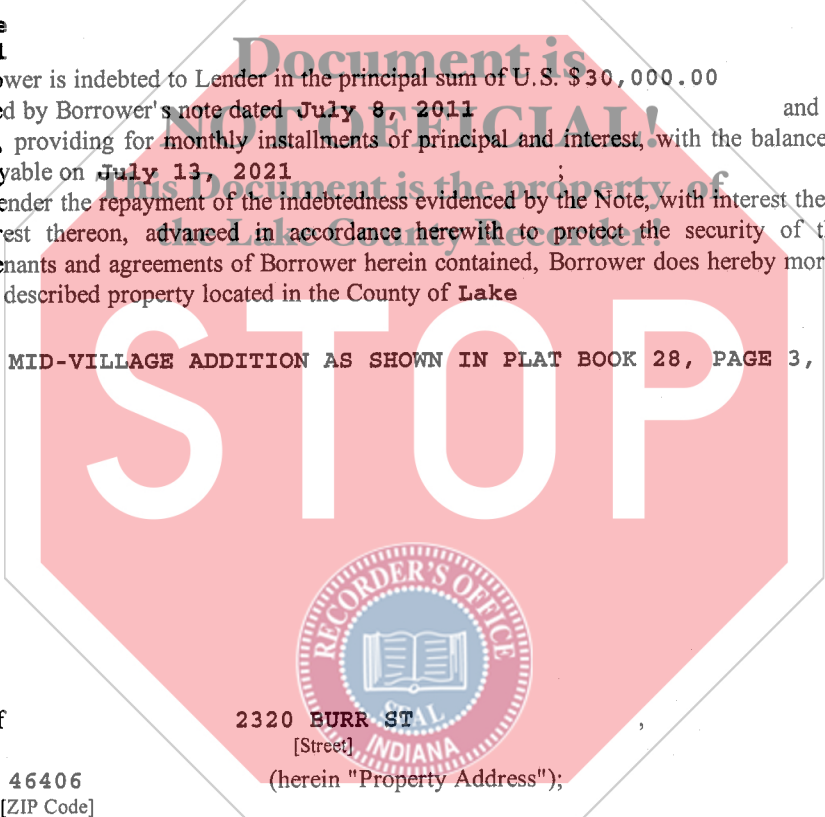 e
1
Document is
ower is indebted to Lender in the principal sum of U.S. $30,000.00
ed by Borrower's note dated July 8, 2011 and
NOT OFFICIAL!
, providing for monthly installments of principal and interest, with the balance
yable on July 13, 2021 ;
This Document is the property of
ender the repayment of the indebtedness evidenced by the Note, with interest the
the Lake County Recorder!
rest thereon, advanced in accordance herewith to protect the security of t
enants and agreements of Borrower herein contained, Borrower does hereby mor
described property located in the County of Lake
STOP
MID-VILLAGE ADDITION AS SHOWN IN PLAT BOOK 28, PAGE 3,
RECORDER'S OFFICE
SEAL
INDIANA
f 2320 BURR ST ,
[Street]
46406 (herein "Property Address");
[ZIP Code]